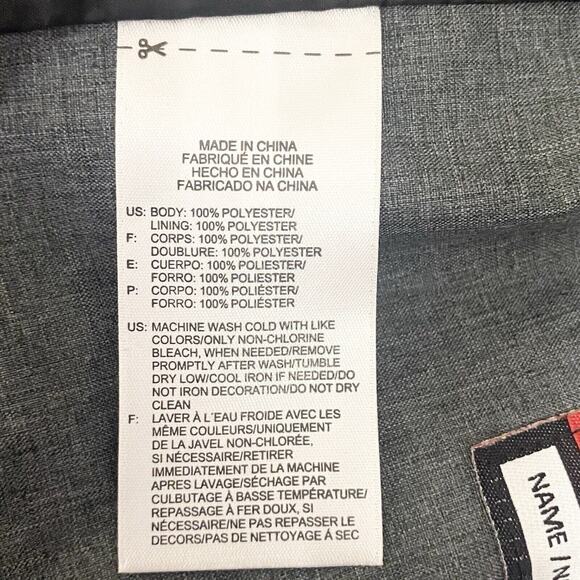 MADE IN CHINA
FABRIQUÉ EN CHINE
HECHO EN CHINA
FABRICADO NA CHINA
US: BODY: 100% POLYESTER/
LINING: 100% POLYESTER
F: CORPS: 100% POLYESTER/
DOUBLURE: 100% POLYESTER
E: CUERPO: 100% POLIESTER/
FORRO: 100% POLIESTER
P: CORPO: 100% POLIÉSTER/
FORRO: 100% POLIÉSTER
US: MACHINE WASH COLD WITH LIKE
COLORS/ONLY NON-CHLORINE
BLEACH, WHEN NEEDED/REMOVE
PROMPTLY AFTER WASH/TUMBLE
DRY LOW/COOL IRON IF NEEDED/DO
NOT IRON DECORATION/DO NOT DRY
CLEAN
F: LAVER À L'EAU FROIDE AVEC LES
MÊME COULEURS/UNIQUEMENT
DE LA JAVEL NON-CHLORÉE,
SI NÉCESSAIRE/RETIRER
IMMEDIATEMENT DE LA MACHINE
APRES LAVAGE/SÉCHAGE PAR
CULBUTAGE À BASSE TEMPÉRATURE/
REPASSAGE À FER DOUX, SI
NÉCESSAIRE/NE PAS REPASSER LE
DECORS/PAS DE NETTOYAGE À SEC
NAME